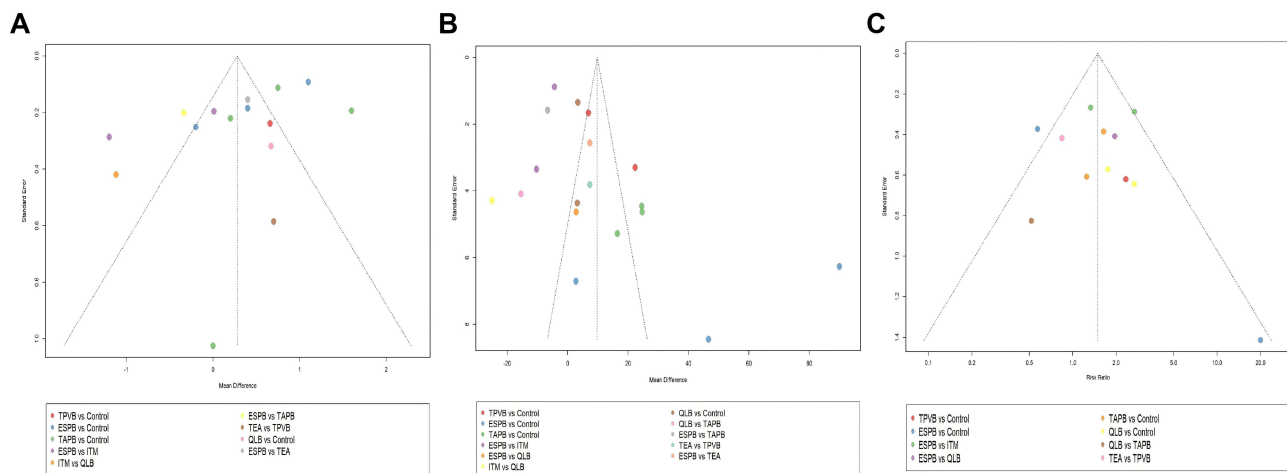 A
0.0
0.2
0.4
0.6
0.8
1.0
Standard Error
-1 0 1 2
Mean Difference
TPVB vs Control ESPB vs TAPB
ESPB vs Control TEA vs TPVB
TAPB vs Control QLB vs Control
ESPB vs ITM ESPB vs TEA
ITM vs QLB
B
0
2
4
6
8
Standard Error
-20 0 20 40 60 80
Mean Difference
TPVB vs Control QLB vs Control
ESPB vs Control QLB vs TAPB
TAPB vs Control ESPB vs TAPB
ESPB vs ITM TEA vs TPVB
ESPB vs QLB ESPB vs TEA
ITM vs QLB
C
0.0
0.2
0.4
0.6
0.8
1.0
1.2
1.4
Standard Error
0.1 0.2 0.5 1.0 2.0 5.0 10.0 20.0
Risk Ratio
TPVB vs Control TAPB vs Control
ESPB vs Control QLB vs Control
ESPB vs ITM QLB vs TAPB
ESPB vs QLB TEA vs TPVB